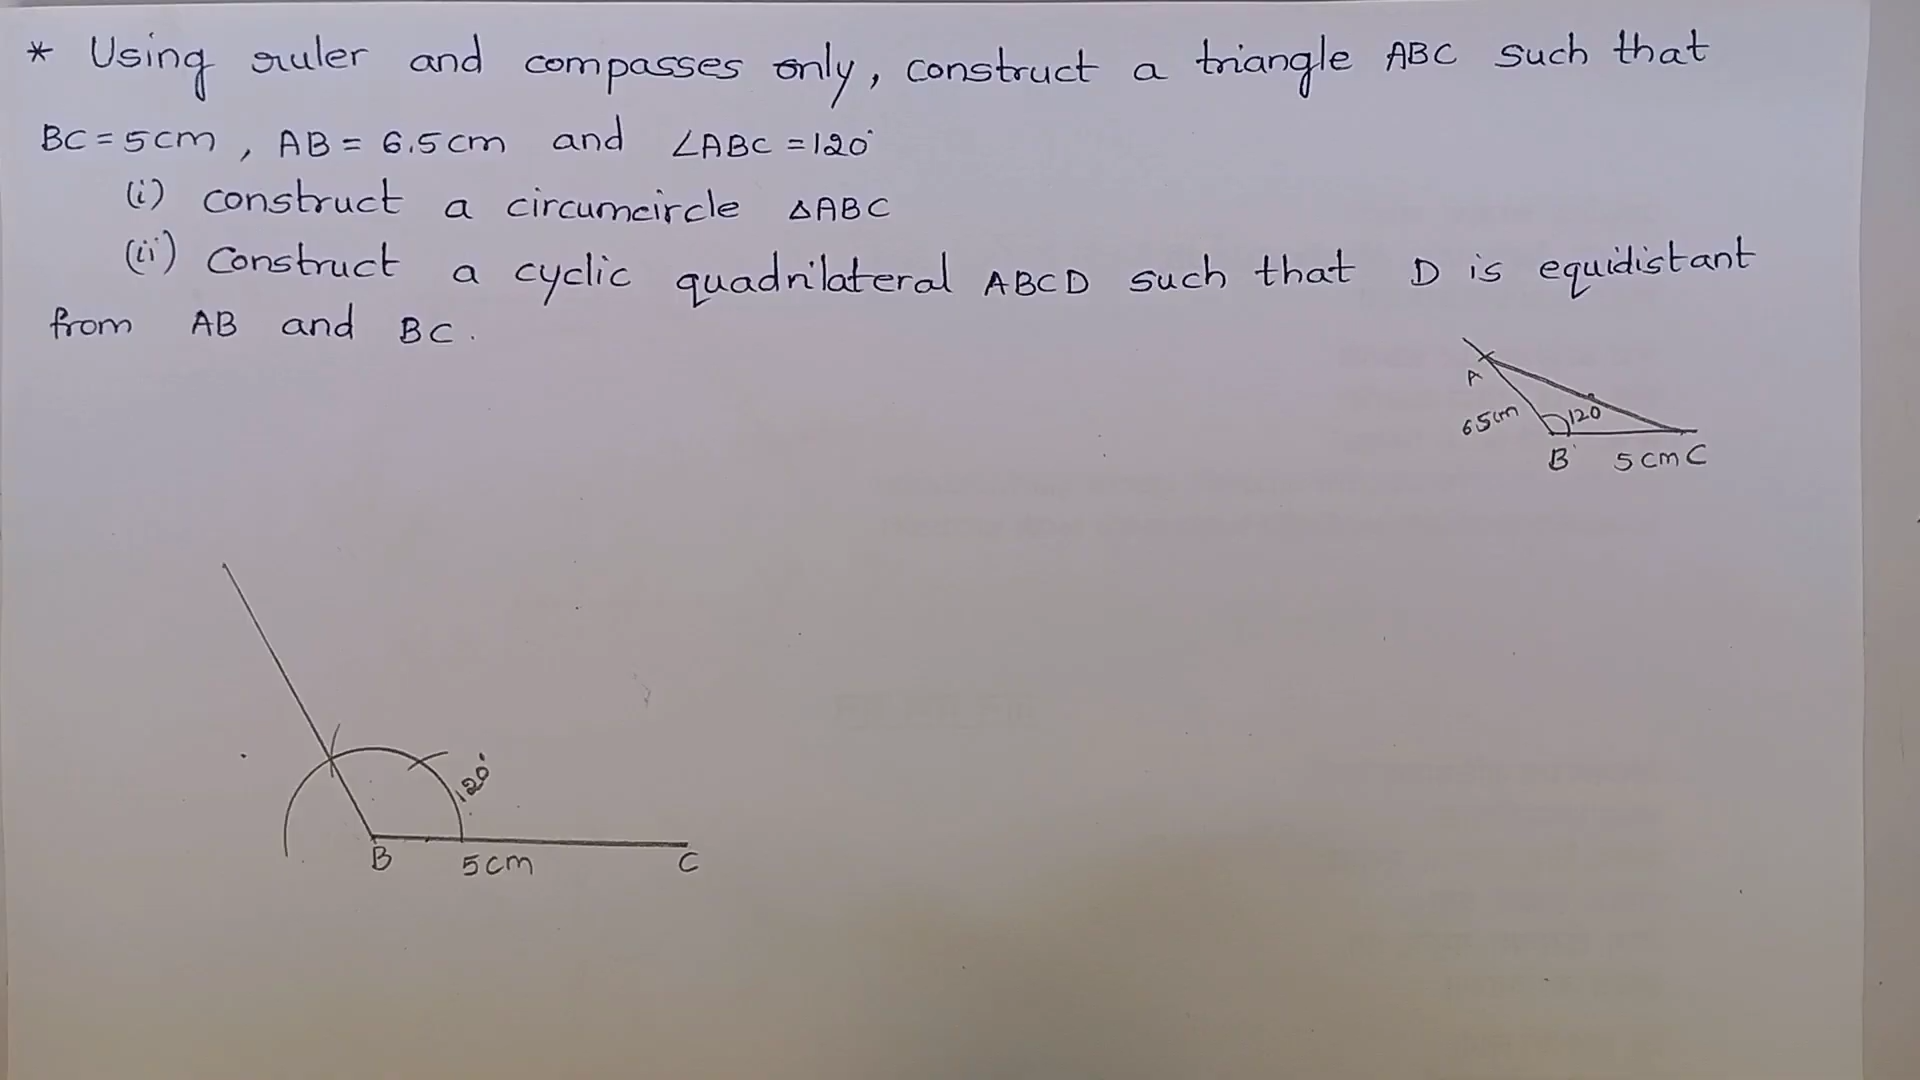 * Using ruler and compasses only, construct a triangle ABC such that
BC = 5cm, AB = 6.5cm and ∠ABC = 120°
(i) construct a circumcircle △ABC
(ii) Construct a cyclic quadrilateral ABCD such that D is equidistant
from AB and BC.
A
65cm
120
B 5cm C
120°
B 5cm C